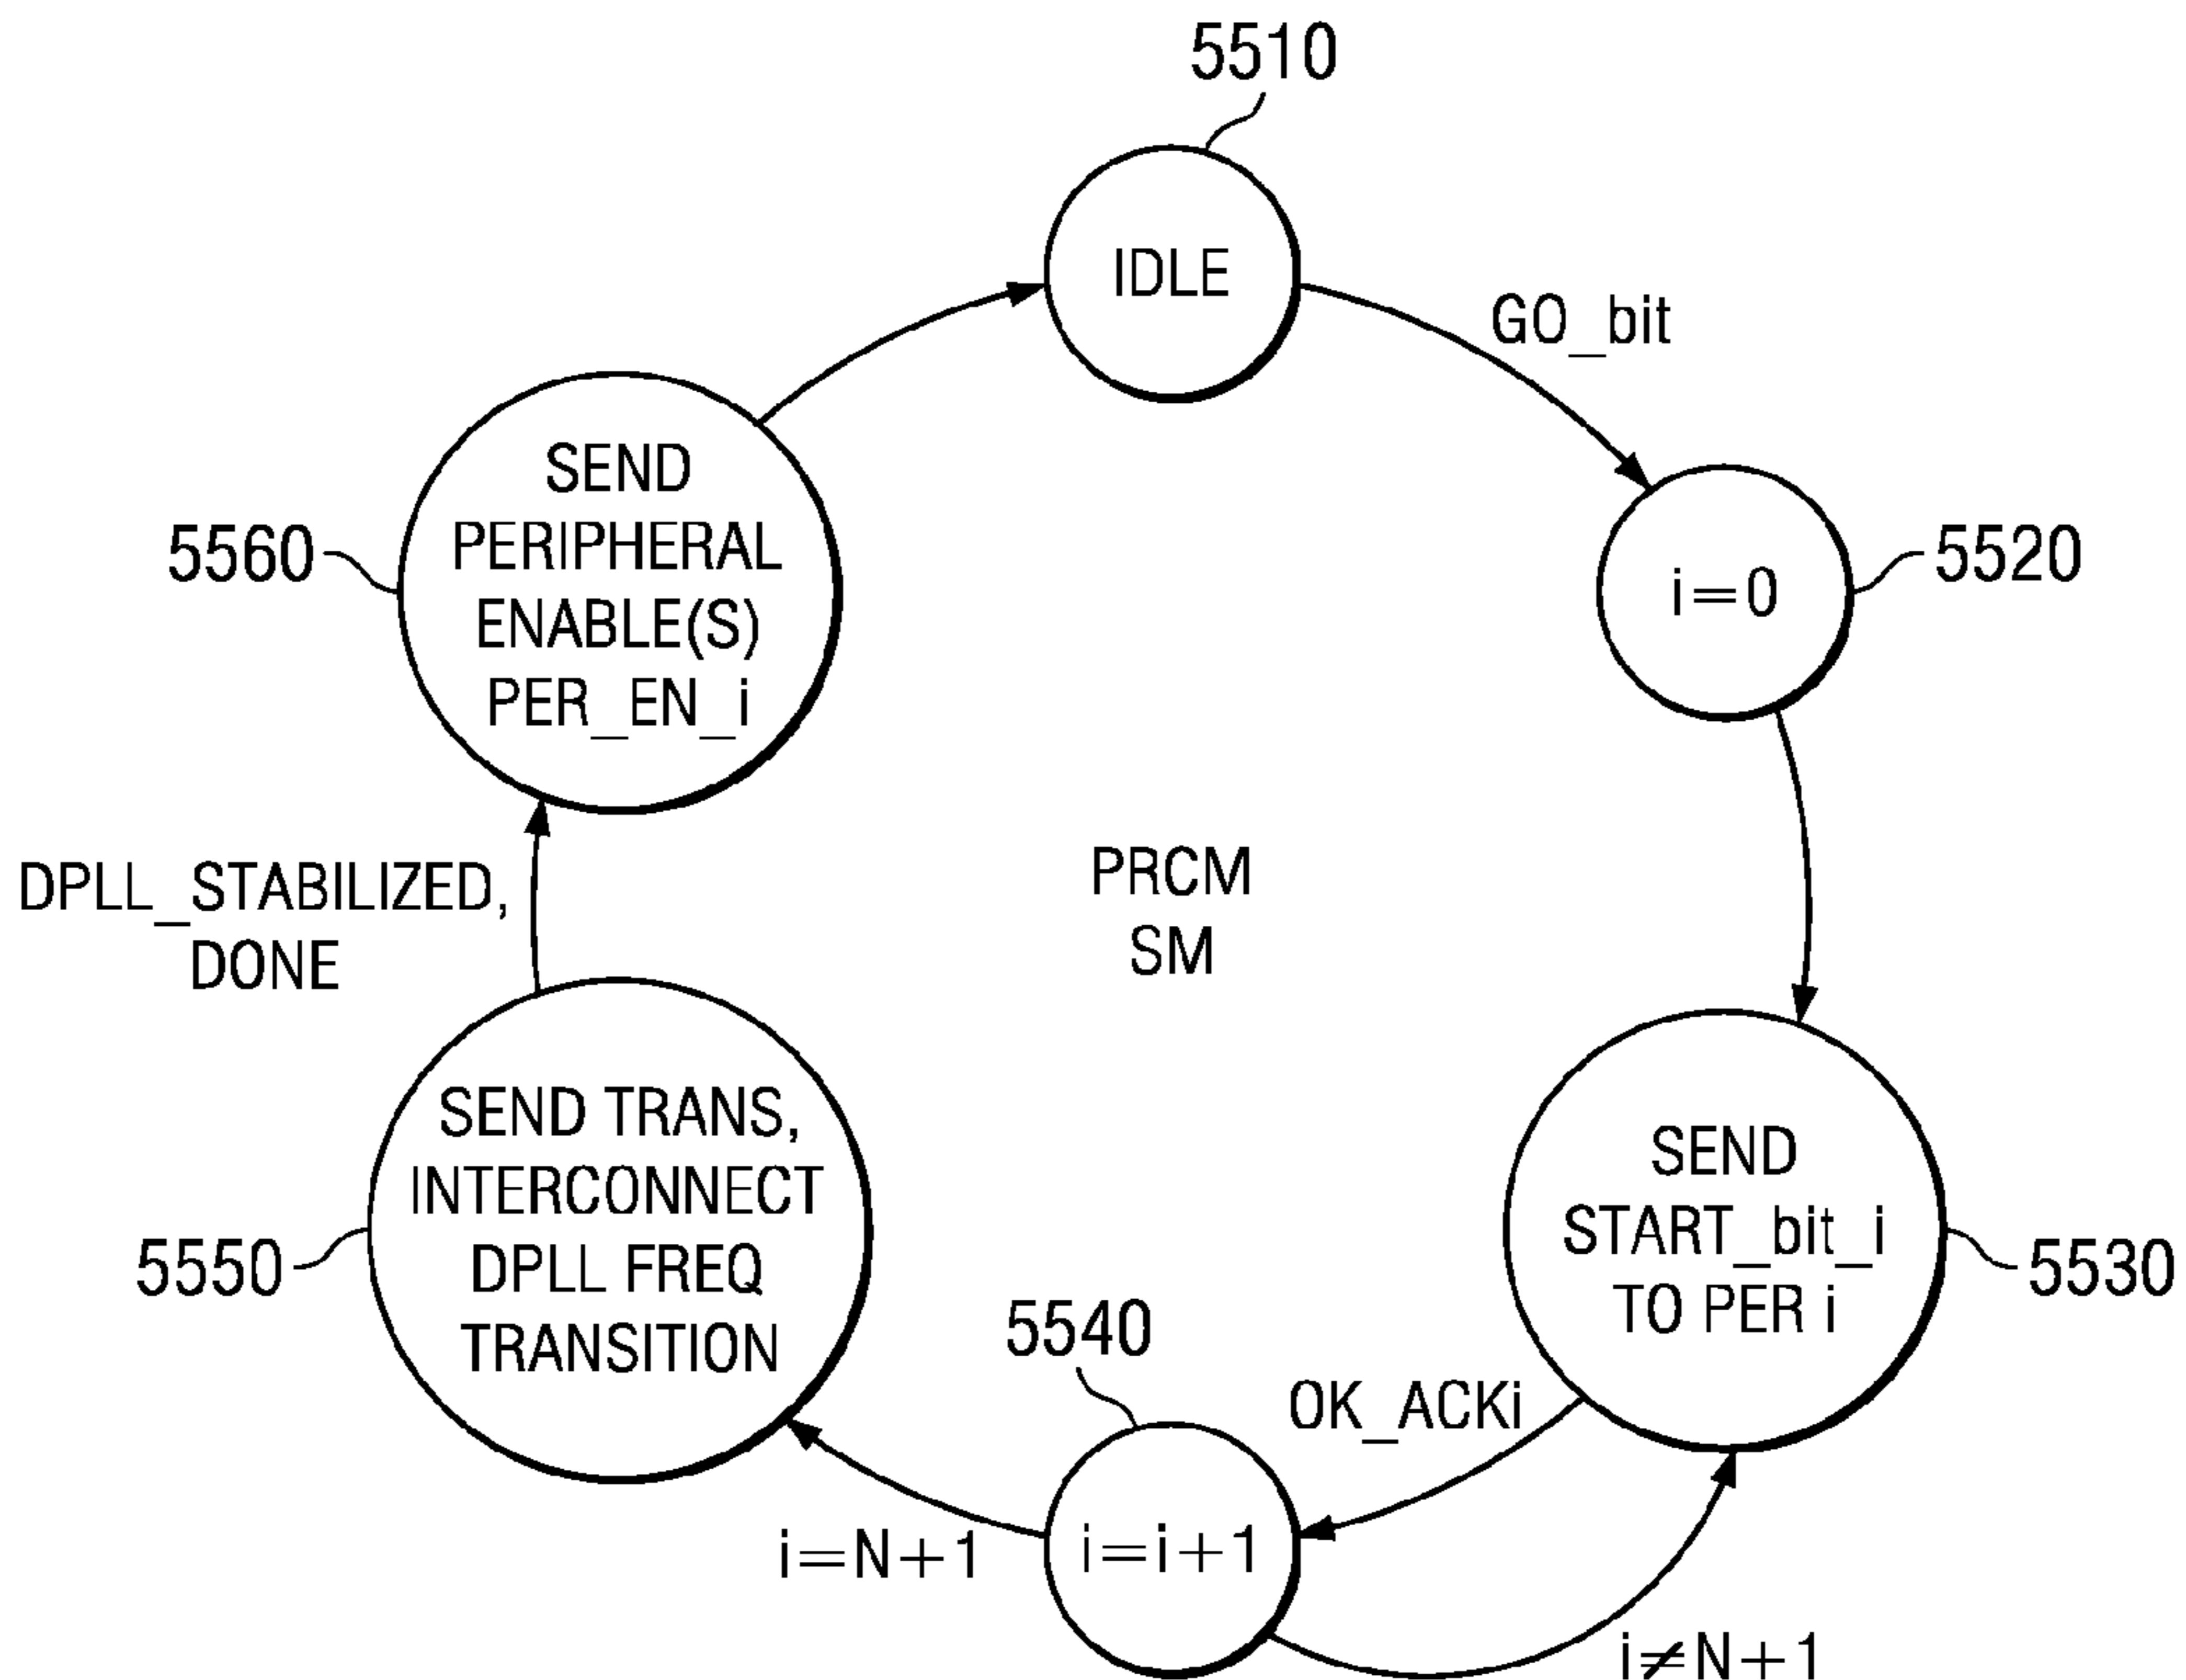 5510
IDLE
GO_bit
SEND
PERIPHERAL
ENABLE(S)
PER_EN_i
5560
i=0
5520
DPLL_STABILIZED,
DONE
PRCM
SM
SEND TRANS,
INTERCONNECT
DPLL FREQ
TRANSITION
5550
SEND
START_bit_i
TO PER i
5530
5540
OK_ACKi
i=N+1
i=i+1
i≠N+1